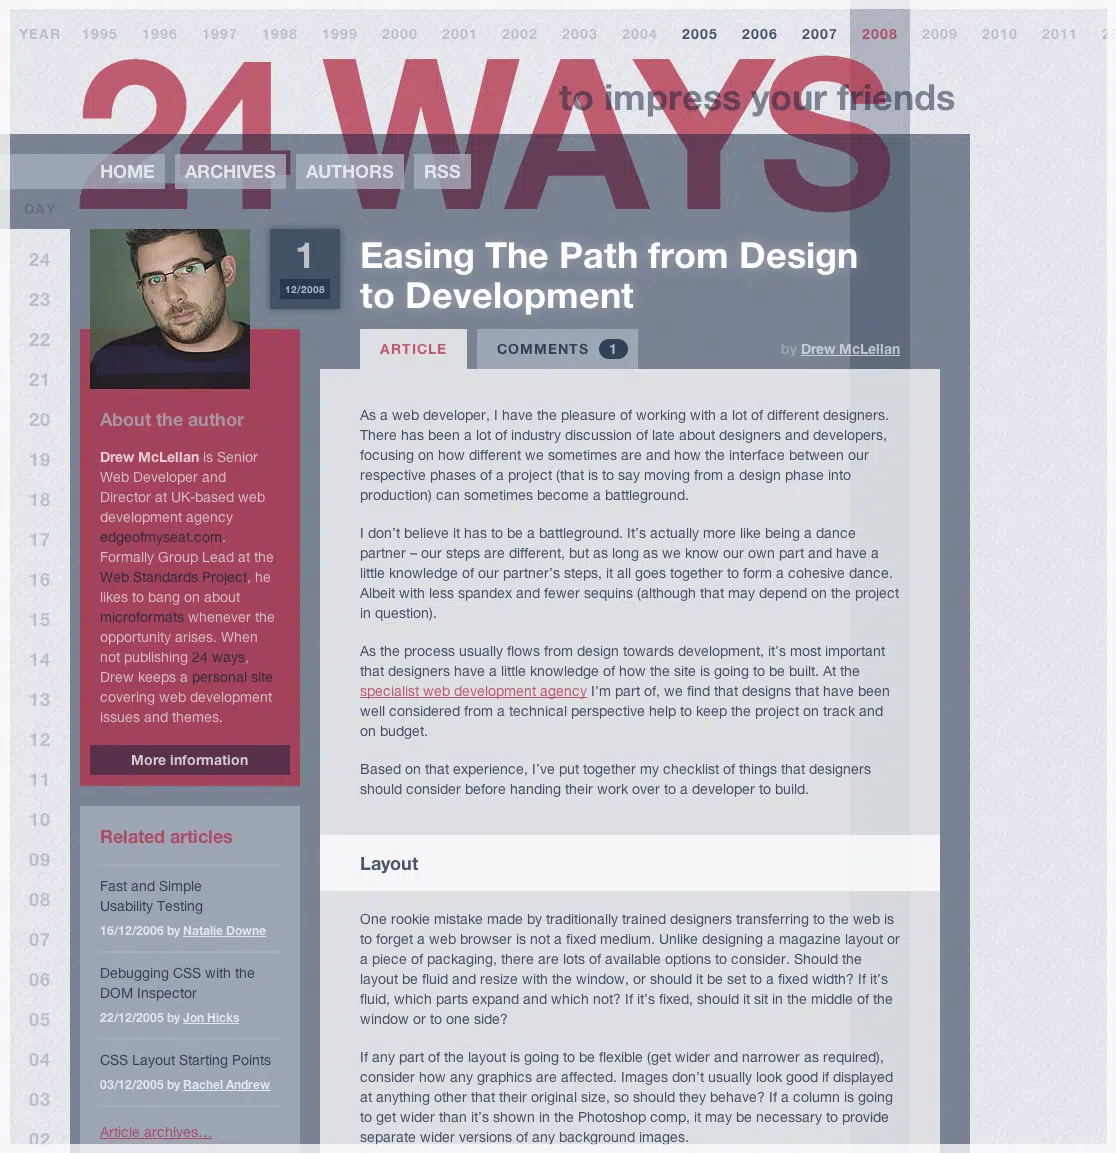 YEAR 1995 1996 1997 1998 1999 2000 2001 2002 2003 2004 2005 2006 2007 2008 2009 2010 2011
24 WAYS
to impress your friends
HOME ARCHIVES AUTHORS RSS
DAY
24
23
22
21
20
19
18
17
16
15
14
13
12
11
10
09
08
07
06
05
04
03
02
1
12/2008
Easing The Path from Design
to Development
ARTICLE COMMENTS 1
by Drew McLellan
About the author
Drew McLellan is Senior
Web Developer and
Director at UK-based web
development agency
edgeofmyseat.com.
Formally Group Lead at the
Web Standards Project, he
likes to bang on about
microformats whenever the
opportunity arises. When
not publishing 24 ways,
Drew keeps a personal site
covering web development
issues and themes.
More information
Related articles
Fast and Simple
Usability Testing
16/12/2006 by Natalie Downe
Debugging CSS with the
DOM Inspector
22/12/2005 by Jon Hicks
CSS Layout Starting Points
03/12/2005 by Rachel Andrew
Article archives…
As a web developer, I have the pleasure of working with a lot of different designers.
There has been a lot of industry discussion of late about designers and developers,
focusing on how different we sometimes are and how the interface between our
respective phases of a project (that is to say moving from a design phase into
production) can sometimes become a battleground.
I don’t believe it has to be a battleground. It’s actually more like being a dance
partner – our steps are different, but as long as we know our own part and have a
little knowledge of our partner’s steps, it all goes together to form a cohesive dance.
Albeit with less spandex and fewer sequins (although that may depend on the project
in question).
As the process usually flows from design towards development, it’s most important
that designers have a little knowledge of how the site is going to be built. At the
specialist web development agency I’m part of, we find that designs that have been
well considered from a technical perspective help to keep the project on track and
on budget.
Based on that experience, I’ve put together my checklist of things that designers
should consider before handing their work over to a developer to build.
Layout
One rookie mistake made by traditionally trained designers transferring to the web is
to forget a web browser is not a fixed medium. Unlike designing a magazine layout or
a piece of packaging, there are lots of available options to consider. Should the
layout be fluid and resize with the window, or should it be set to a fixed width? If it’s
fluid, which parts expand and which not? If it’s fixed, should it sit in the middle of the
window or to one side?
If any part of the layout is going to be flexible (get wider and narrower as required),
consider how any graphics are affected. Images don’t usually look good if displayed
at anything other that their original size, so should they behave? If a column is going
to get wider than it’s shown in the Photoshop comp, it may be necessary to provide
separate wider versions of any background images.